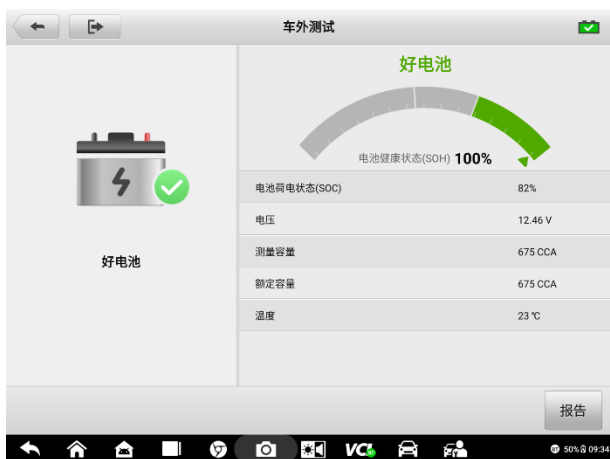 车外测试
好电池
电池健康状态(SOH) 100%
好电池
电池荷电状态(SOC) 82%
电压 12.46 V
测量容量 675 CCA
额定容量 675 CCA
温度 23 ℃
报告
VCI 50% 09:34